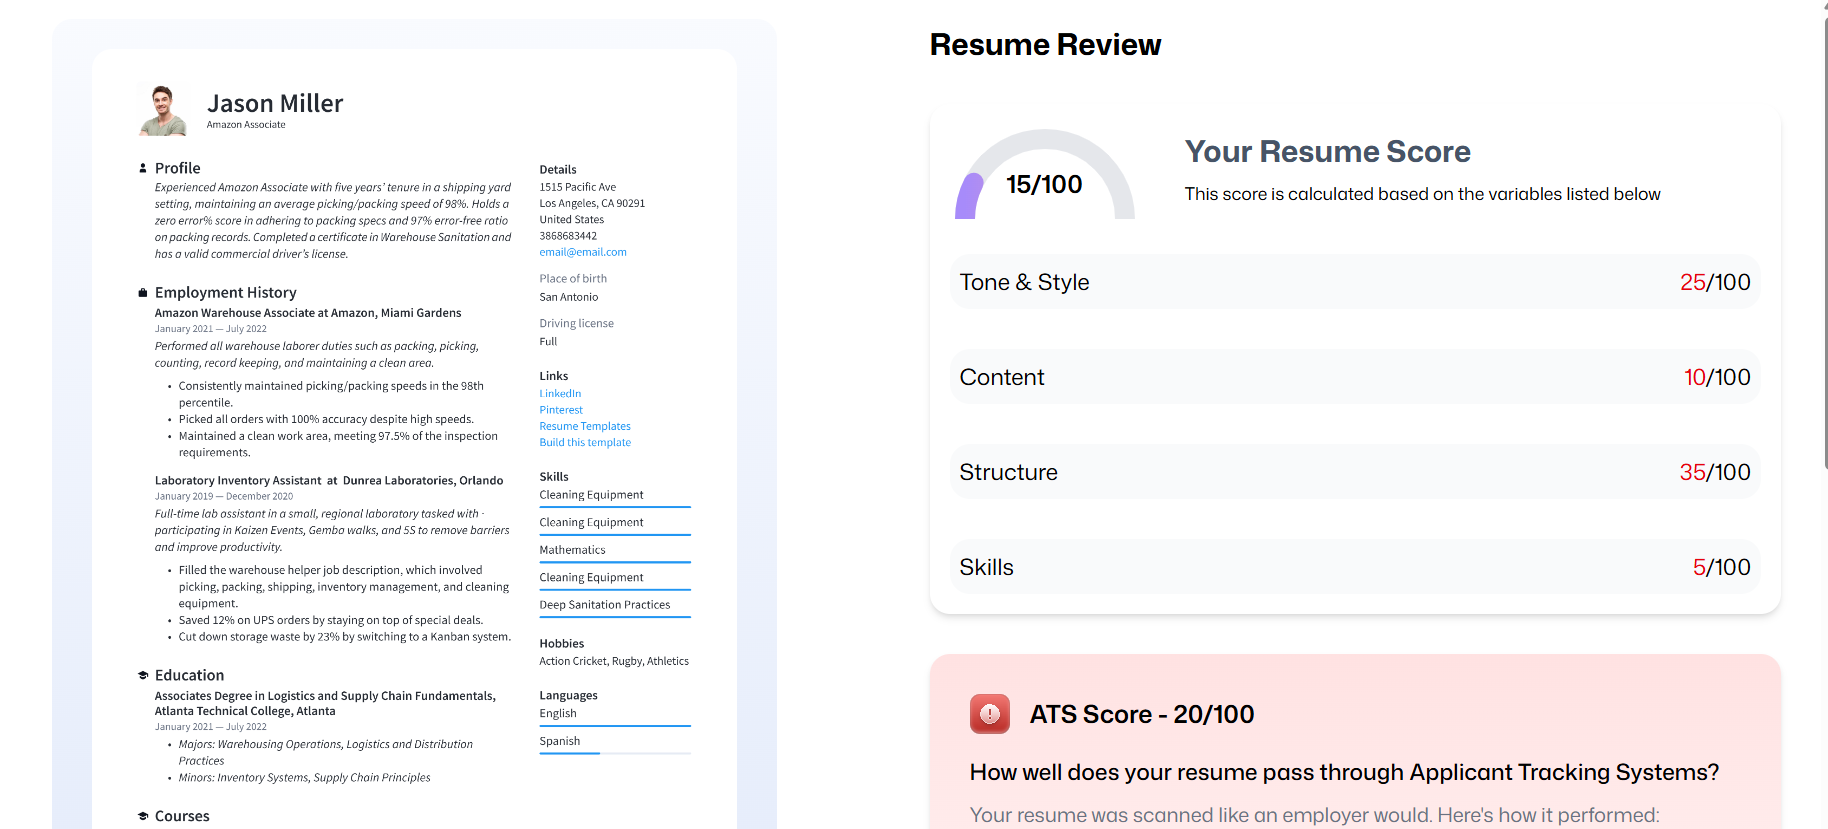 Jason Miller
Amazon Associate
Profile
Experienced Amazon Associate with five years' tenure in a shipping yard
setting, maintaining an average picking/packing speed of 98%. Holds a
zero error% score in adhering to packing specs and 97% error-free ratio
on packing records. Completed a certificate in Warehouse Sanitation and
has a valid commercial driver's license.
Employment History
Amazon Warehouse Associate at Amazon, Miami Gardens
January 2021 — July 2022
Performed all warehouse laborer duties such as packing, picking,
counting, record keeping, and maintaining a clean area.
• Consistently maintained picking/packing speeds in the 98th
percentile.
• Picked all orders with 100% accuracy despite high speeds.
• Maintained a clean work area, meeting 97.5% of the inspection
requirements.
Laboratory Inventory Assistant at Dunrea Laboratories, Orlando
January 2019 — December 2020
Full-time lab assistant in a small, regional laboratory tasked with -
participating in Kaizen Events, Gemba walks, and 5S to remove barriers
and improve productivity.
• Filled the warehouse helper job description, which involved
picking, packing, shipping, inventory management, and cleaning
equipment.
• Saved 12% on UPS orders by staying on top of special deals.
• Cut down storage waste by 23% by switching to a Kanban system.
Education
Associates Degree in Logistics and Supply Chain Fundamentals,
Atlanta Technical College, Atlanta
January 2021 — July 2022
• Majors: Warehousing Operations, Logistics and Distribution
Practices
• Minors: Inventory Systems, Supply Chain Principles
Courses
Details
1515 Pacific Ave
Los Angeles, CA 90291
United States
3868683442
email@email.com
Place of birth
San Antonio
Driving license
Full
Links
LinkedIn
Pinterest
Resume Templates
Build this template
Skills
Cleaning Equipment
Cleaning Equipment
Mathematics
Cleaning Equipment
Deep Sanitation Practices
Hobbies
Action Cricket, Rugby, Athletics
Languages
English
Spanish
Resume Review
15/100
Your Resume Score
This score is calculated based on the variables listed below
Tone & Style 25/100
Content 10/100
Structure 35/100
Skills 5/100
ATS Score - 20/100
How well does your resume pass through Applicant Tracking Systems?
Your resume was scanned like an employer would. Here's how it performed: